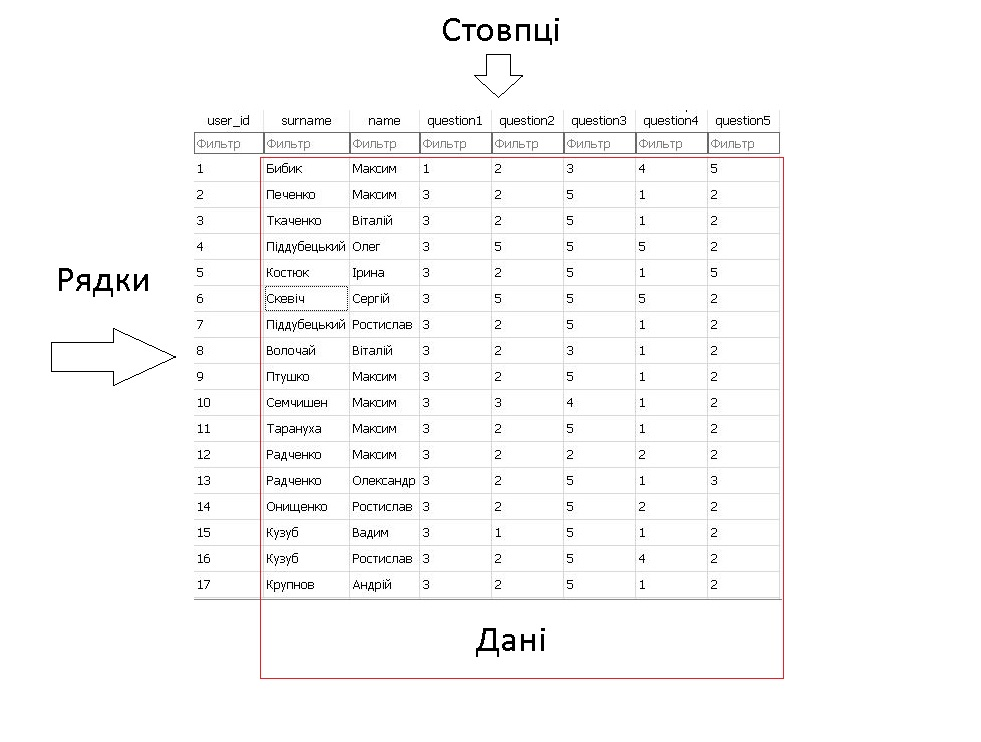 Стовпці
user_id surname name question1 question2 question3 question4 question5
Фильтр Фильтр Фильтр Фильтр Фильтр Фильтр Фильтр Фильтр
1 Бибик Максим 1 2 3 4 5
2 Печенко Максим 3 2 5 1 2
3 Ткаченко Віталій 3 2 5 1 2
4 Піддубецький Олег 3 5 5 5 2
5 Костюк Ірина 3 2 5 1 5
Рядки
6 Скевіч Сергій 3 5 5 5 2
7 Піддубецький Ростислав 3 2 5 1 2
8 Волочай Віталій 3 2 3 1 2
9 Птушко Максим 3 2 5 1 2
10 Семчишен Максим 3 3 4 1 2
11 Тарануха Максим 3 2 5 1 2
12 Радченко Максим 3 2 2 2 2
13 Радченко Олександр 3 2 5 1 3
14 Онищенко Ростислав 3 2 5 2 2
15 Кузуб Вадим 3 1 5 1 2
16 Кузуб Ростислав 3 2 5 4 2
17 Крупнов Андрій 3 2 5 1 2
Дані